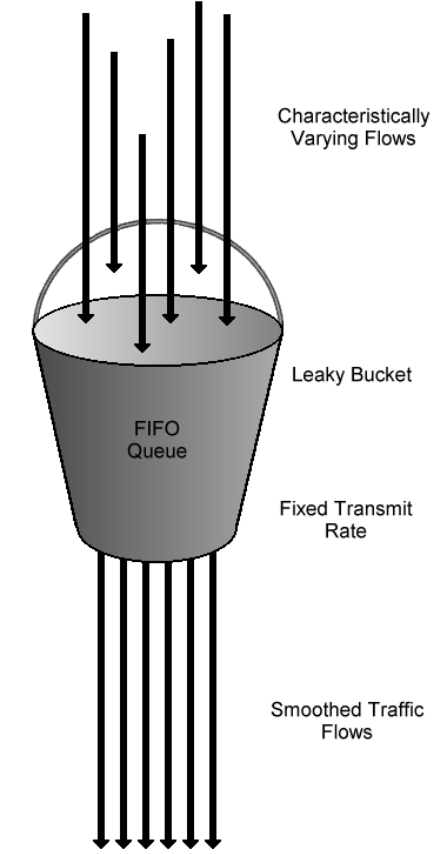 Characteristically
Varying Flows
Leaky Bucket
FIFO
Queue
Fixed Transmit
Rate
Smoothed Traffic
Flows